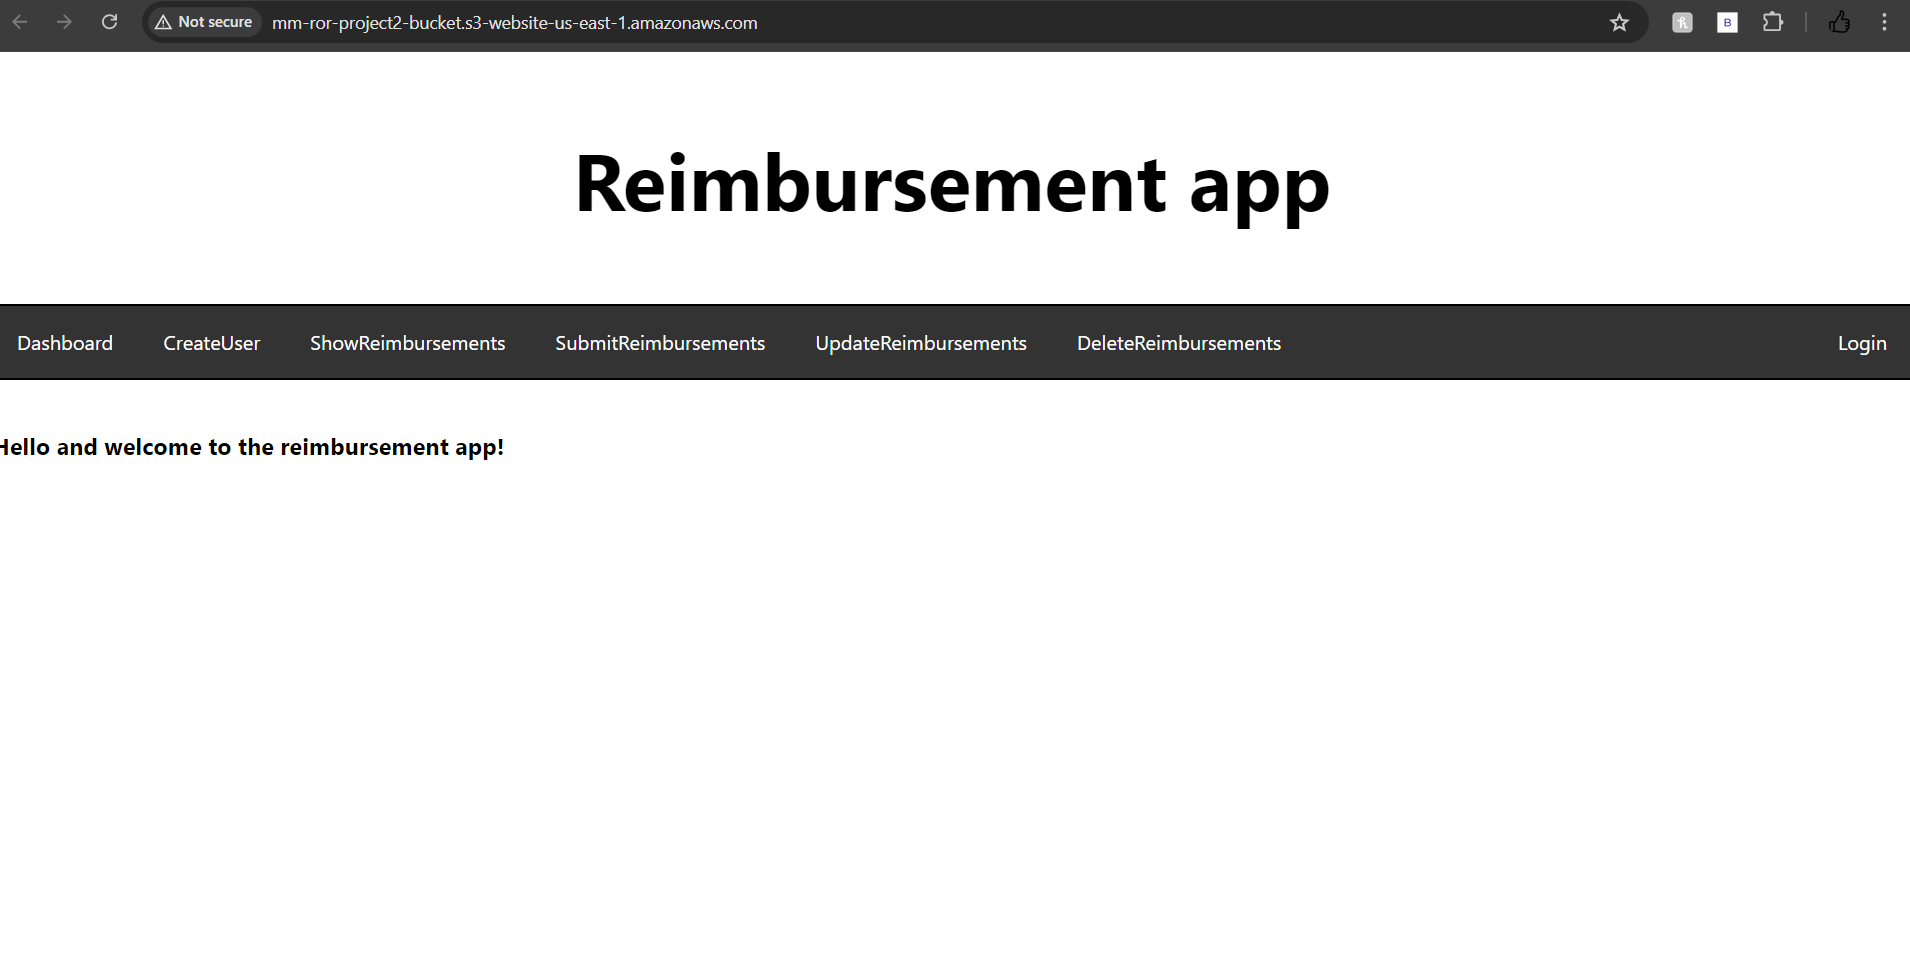 Not secure mm-ror-project2-bucket.s3-website-us-east-1.amazonaws.com B
Reimbursement app
Dashboard CreateUser ShowReimbursements SubmitReimbursements UpdateReimbursements DeleteReimbursements Login
Hello and welcome to the reimbursement app!